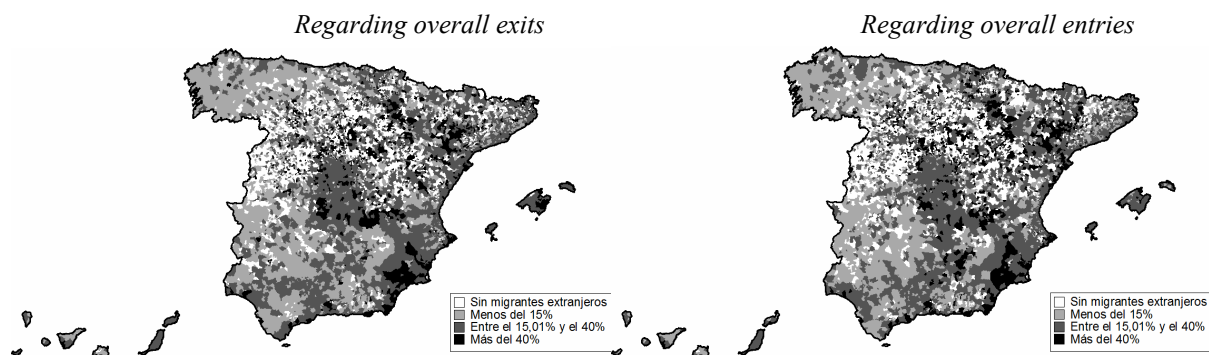 Regarding overall exits
Regarding overall entries
Sin migrantes extranjeros
Menos del 15%
Entre el 15,01% y el 40%
Más del 40%
Sin migrantes extranjeros
Menos del 15%
Entre el 15,01% y el 40%
Más del 40%